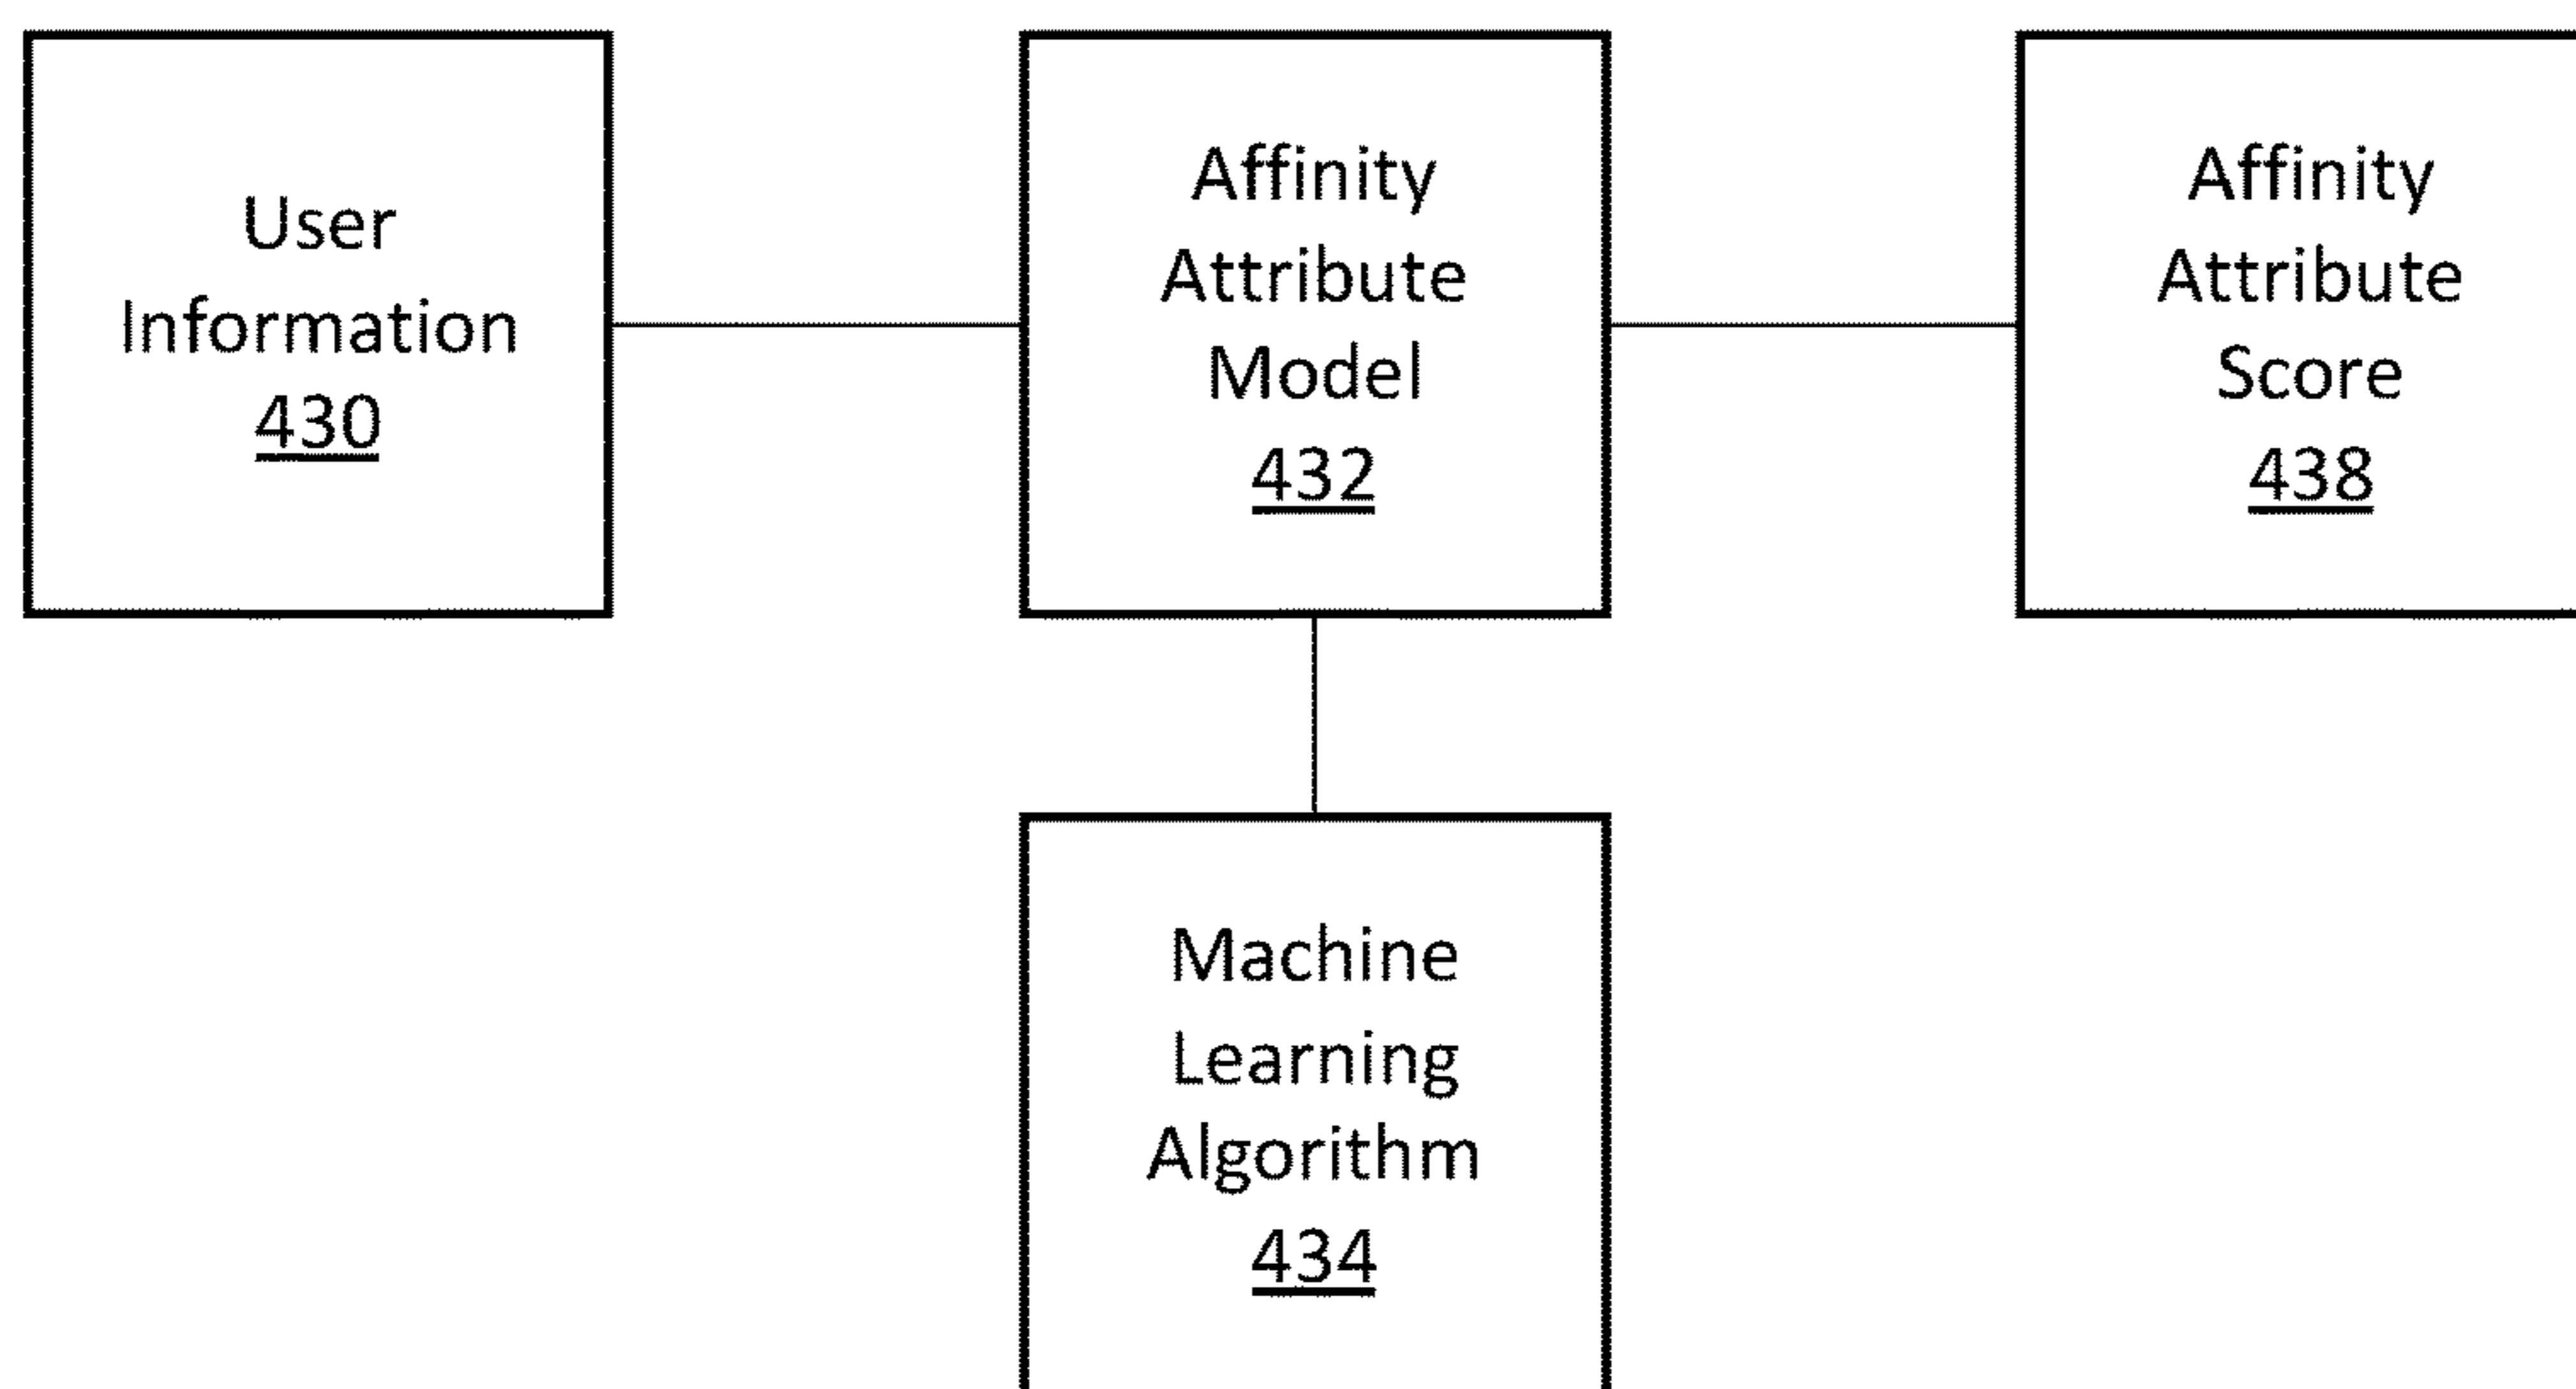 User
Information
430
Affinity
Attribute
Model
432
Affinity
Attribute
Score
438
Machine
Learning
Algorithm
434